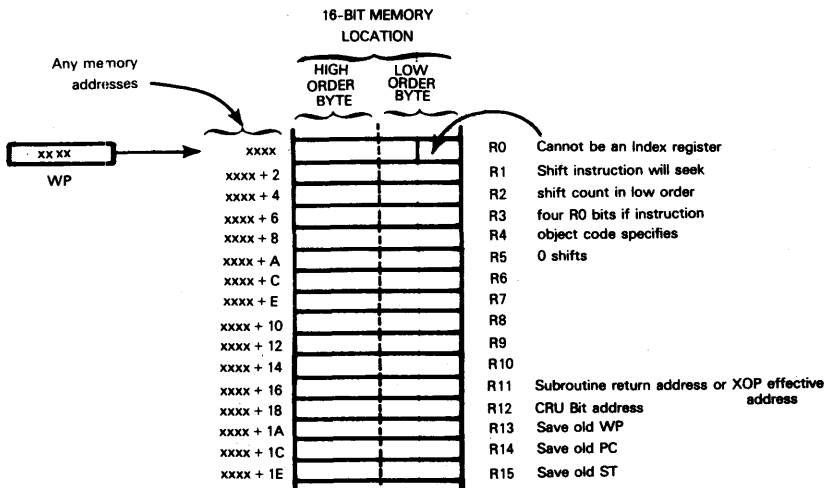 16-BIT MEMORY
LOCATION
Any memory
addresses
HIGH
ORDER
BYTE
LOW
ORDER
BYTE
xx xx
WP
xxxx R0 Cannot be an Index register
xxxx + 2 R1 Shift instruction will seek
xxxx + 4 R2 shift count in low order
xxxx + 6 R3 four R0 bits if instruction
xxxx + 8 R4 object code specifies
xxxx + A R5 0 shifts
xxxx + C R6
xxxx + E R7
xxxx + 10 R8
xxxx + 12 R9
xxxx + 14 R10
xxxx + 16 R11 Subroutine return address or XOP effective
address
xxxx + 18 R12 CRU Bit address
xxxx + 1A R13 Save old WP
xxxx + 1C R14 Save old PC
xxxx + 1E R15 Save old ST